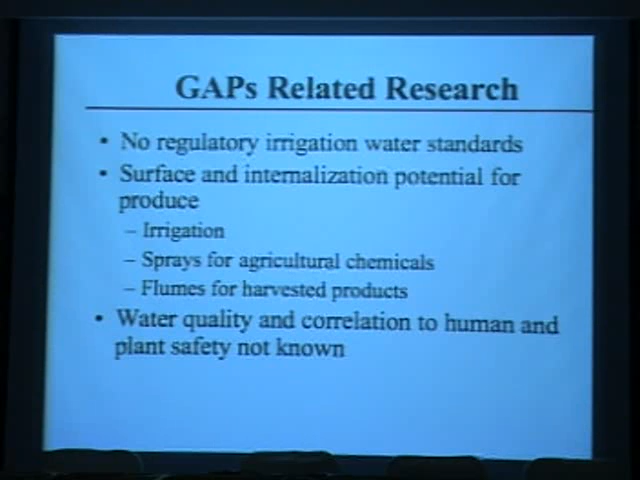 GAPs Related Research
• No regulatory irrigation water standards
• Surface and internalization potential for
produce
– Irrigation
– Sprays for agricultural chemicals
– Flumes for harvested products
• Water quality and correlation to human and
plant safety not known